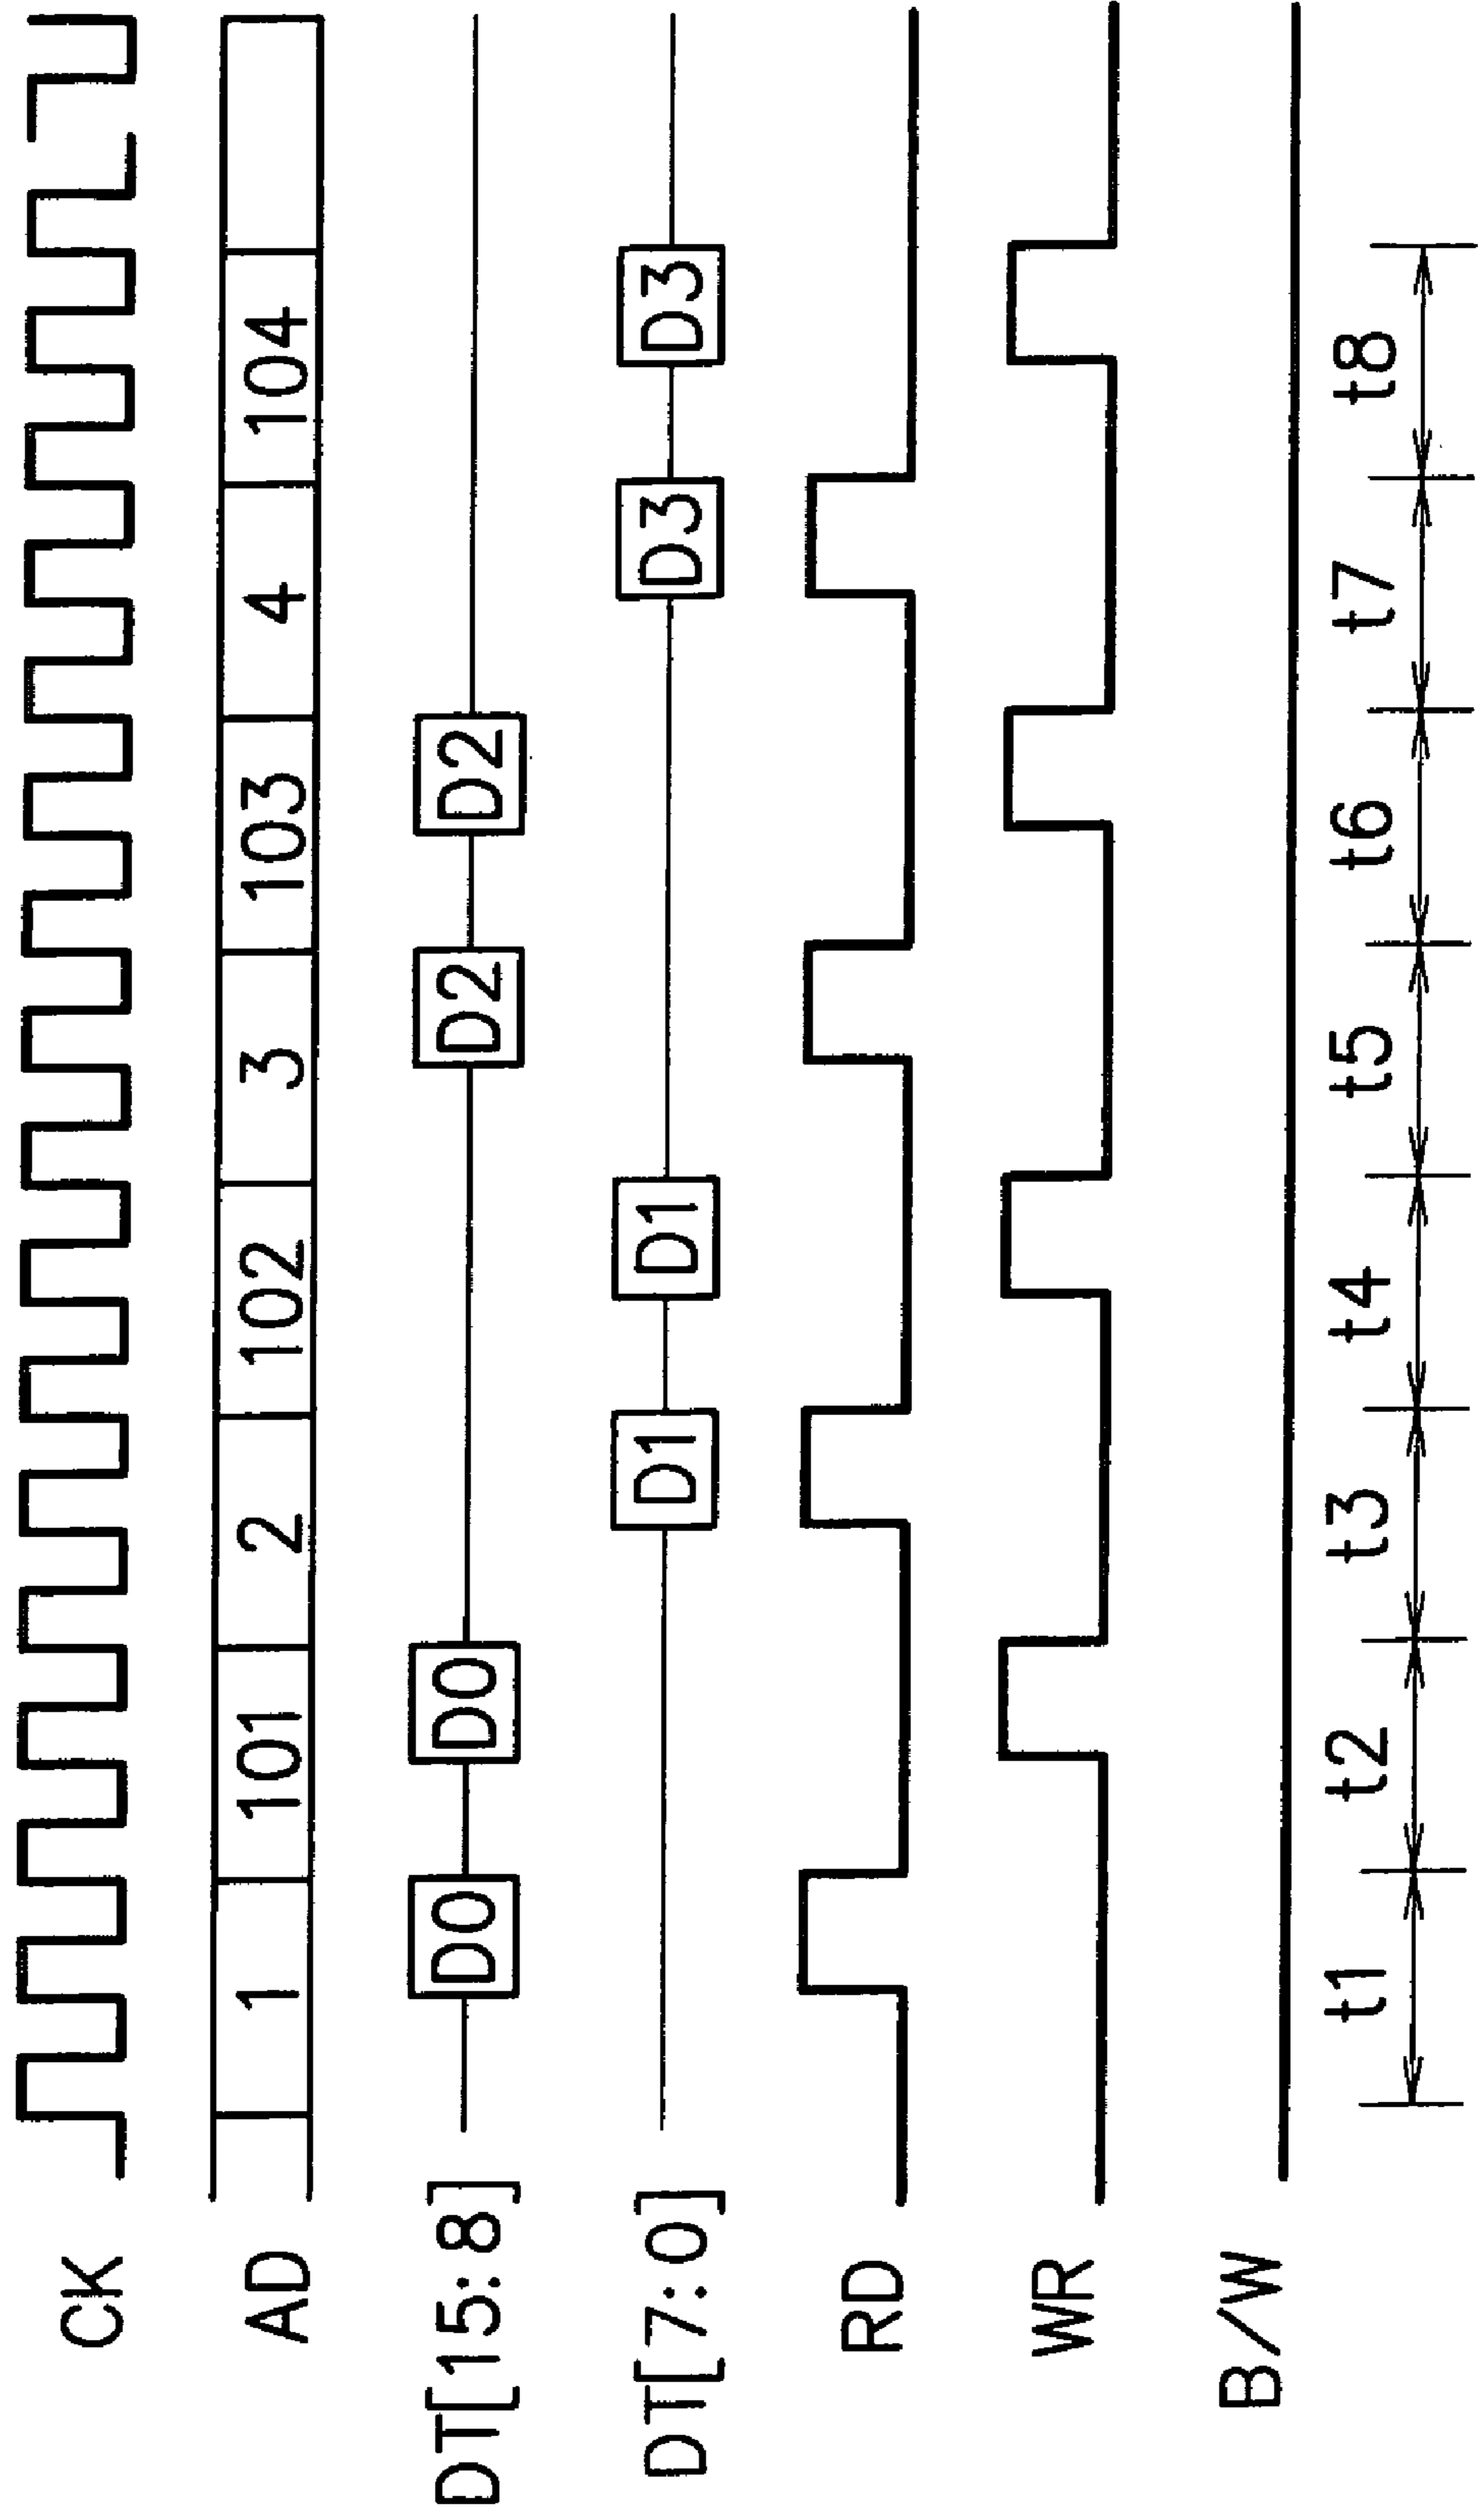 CK
AD 1 101 2 102 3 103 4 104
DT[15:8] D0 D0 D2 D2
DT[7:0] D1 D1 D3 D3
RD
WR
B/W
t1 t2 t3 t4 t5 t6 t7 t8